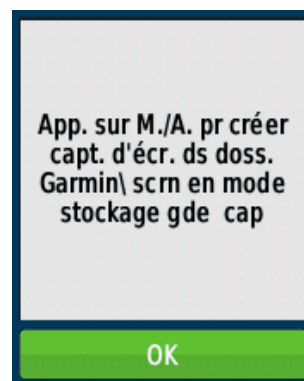 App. sur M./A. pr créer
capt. d'écr. ds doss.
Garmin\ scrn en mode
stockage gde  cap
OK